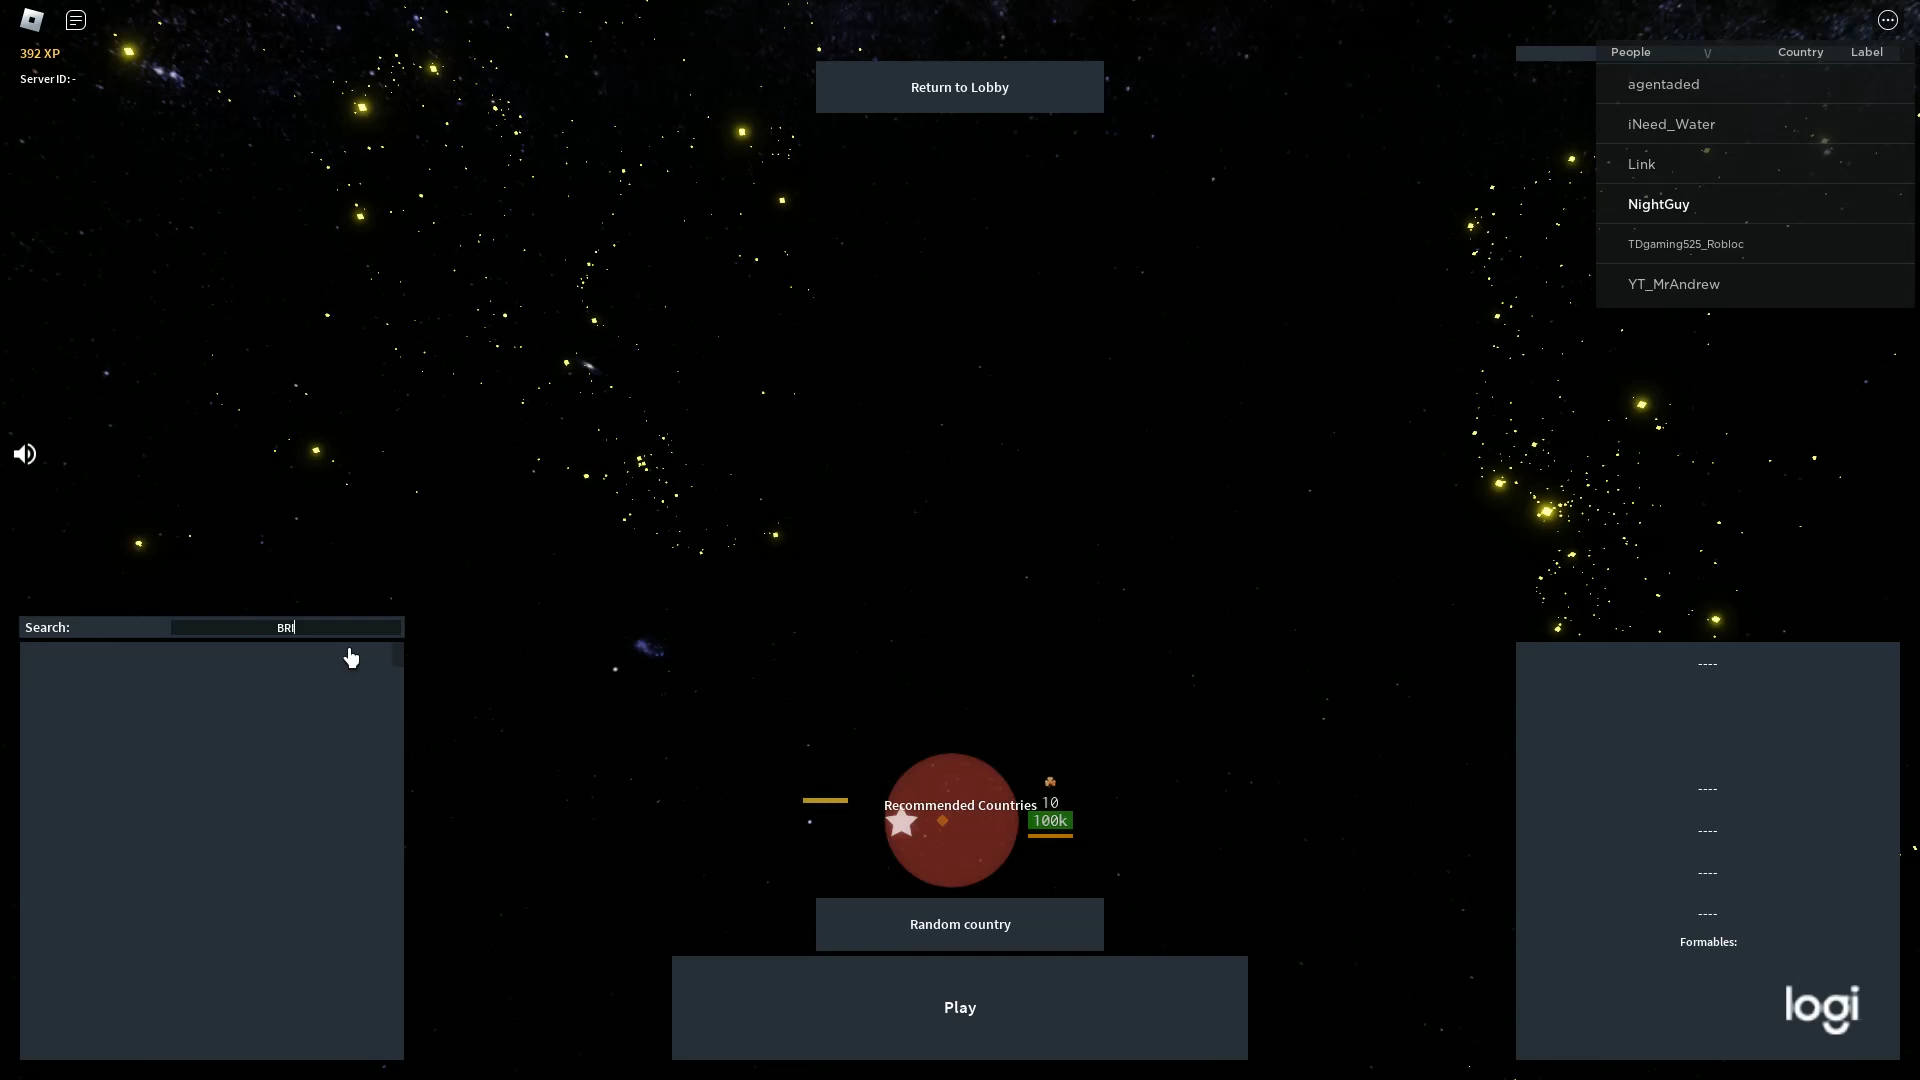 392 XP
Server ID: -
Return to Lobby
People V Country Label
agentaded
iNeed_Water
Link
NightGuy
TDgaming525_Robloc
YT_MrAndrew
Search: BRI
----
----
----
----
----
Formables:
Recommended Countries
10
100k
Random country
Play
logi